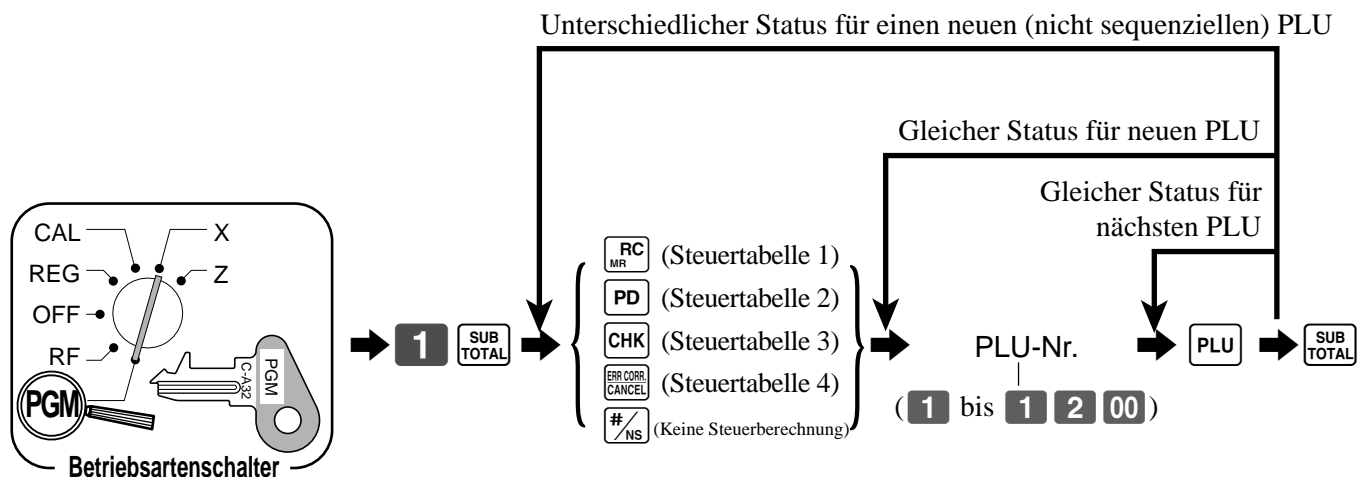 Unterschiedlicher Status für einen neuen (nicht sequenziellen) PLU
Gleicher Status für neuen PLU
Gleicher Status für
nächsten PLU
CAL
X
REG
Z
OFF
RF
PGM
PGM
C-A32
Betriebsartenschalter
1 SUB TOTAL
RC MR (Steuertabelle 1)
PD (Steuertabelle 2)
CHK (Steuertabelle 3)
ERR CORR. CANCEL (Steuertabelle 4)
#/NS (Keine Steuerberechnung)
PLU-Nr.
(1 bis 1 2 00)
PLU
SUB TOTAL